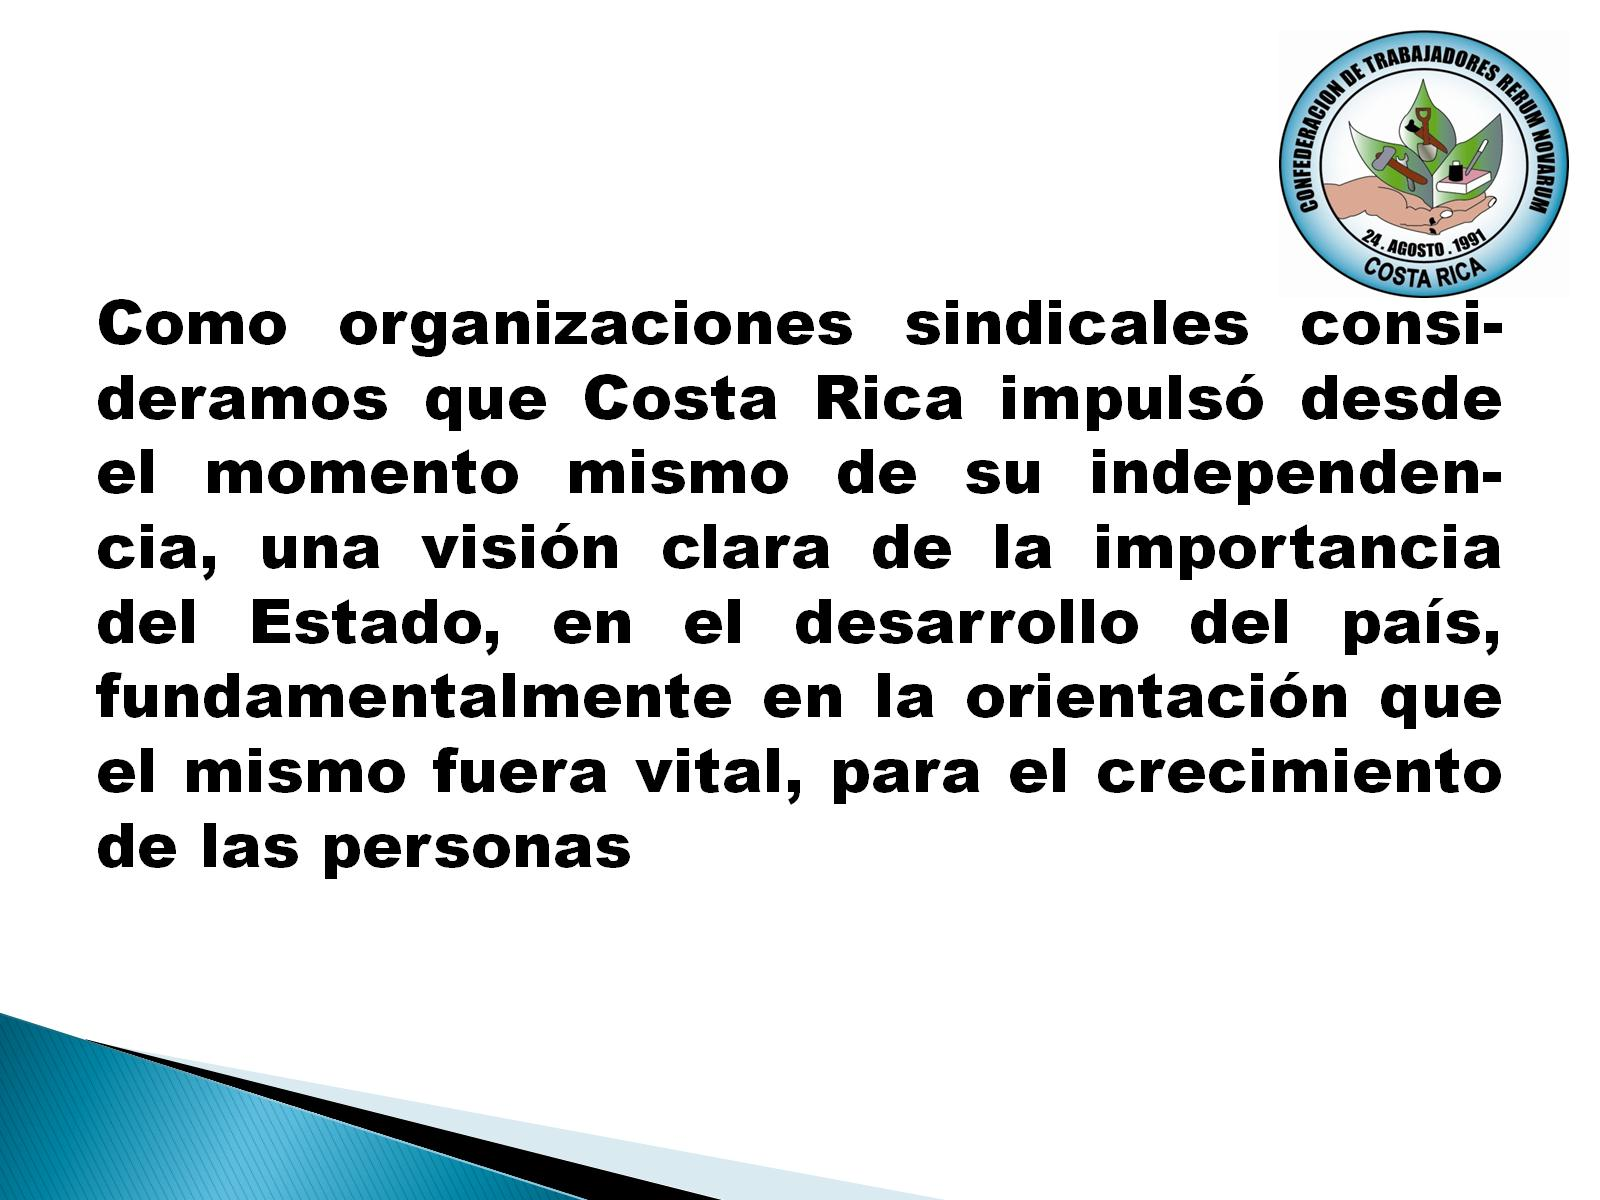 CONFEDERACION DE TRABAJADORES RERUM NOVARUM
24 . AGOSTO . 1991
COSTA RICA
Como organizaciones sindicales consi-
deramos que Costa Rica impulsó desde
el momento mismo de su independen-
cia, una visión clara de la importancia
del Estado, en el desarrollo del país,
fundamentalmente en la orientación que
el mismo fuera vital, para el crecimiento
de las personas